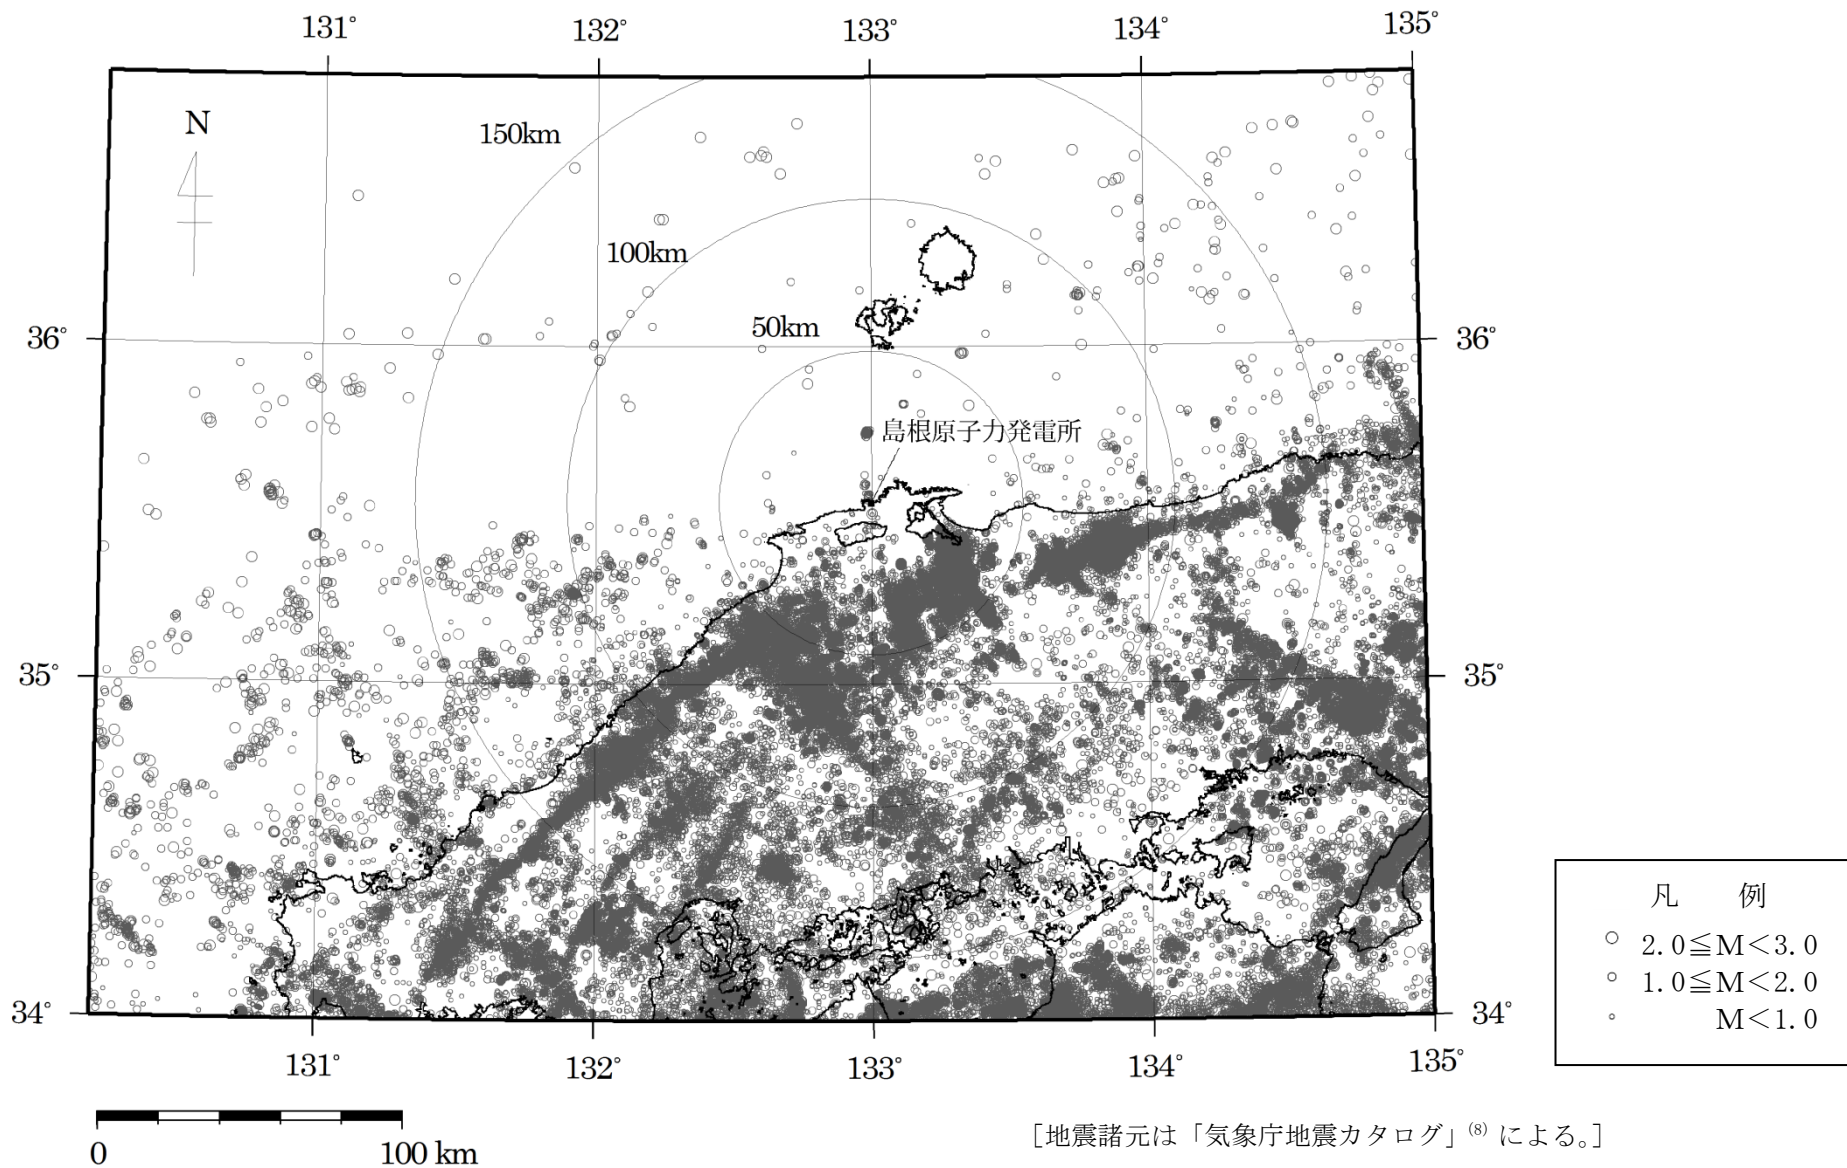 131° 132° 133° 134° 135°
N
150km
100km
50km
36° 36°
島根原子力発電所
35° 35°
34° 34°
131° 132° 133° 134° 135°
凡 例
2.0≦M<3.0
1.0≦M<2.0
M<1.0
0 100 km
[地震諸元は「気象庁地震カタログ」(8) による。]